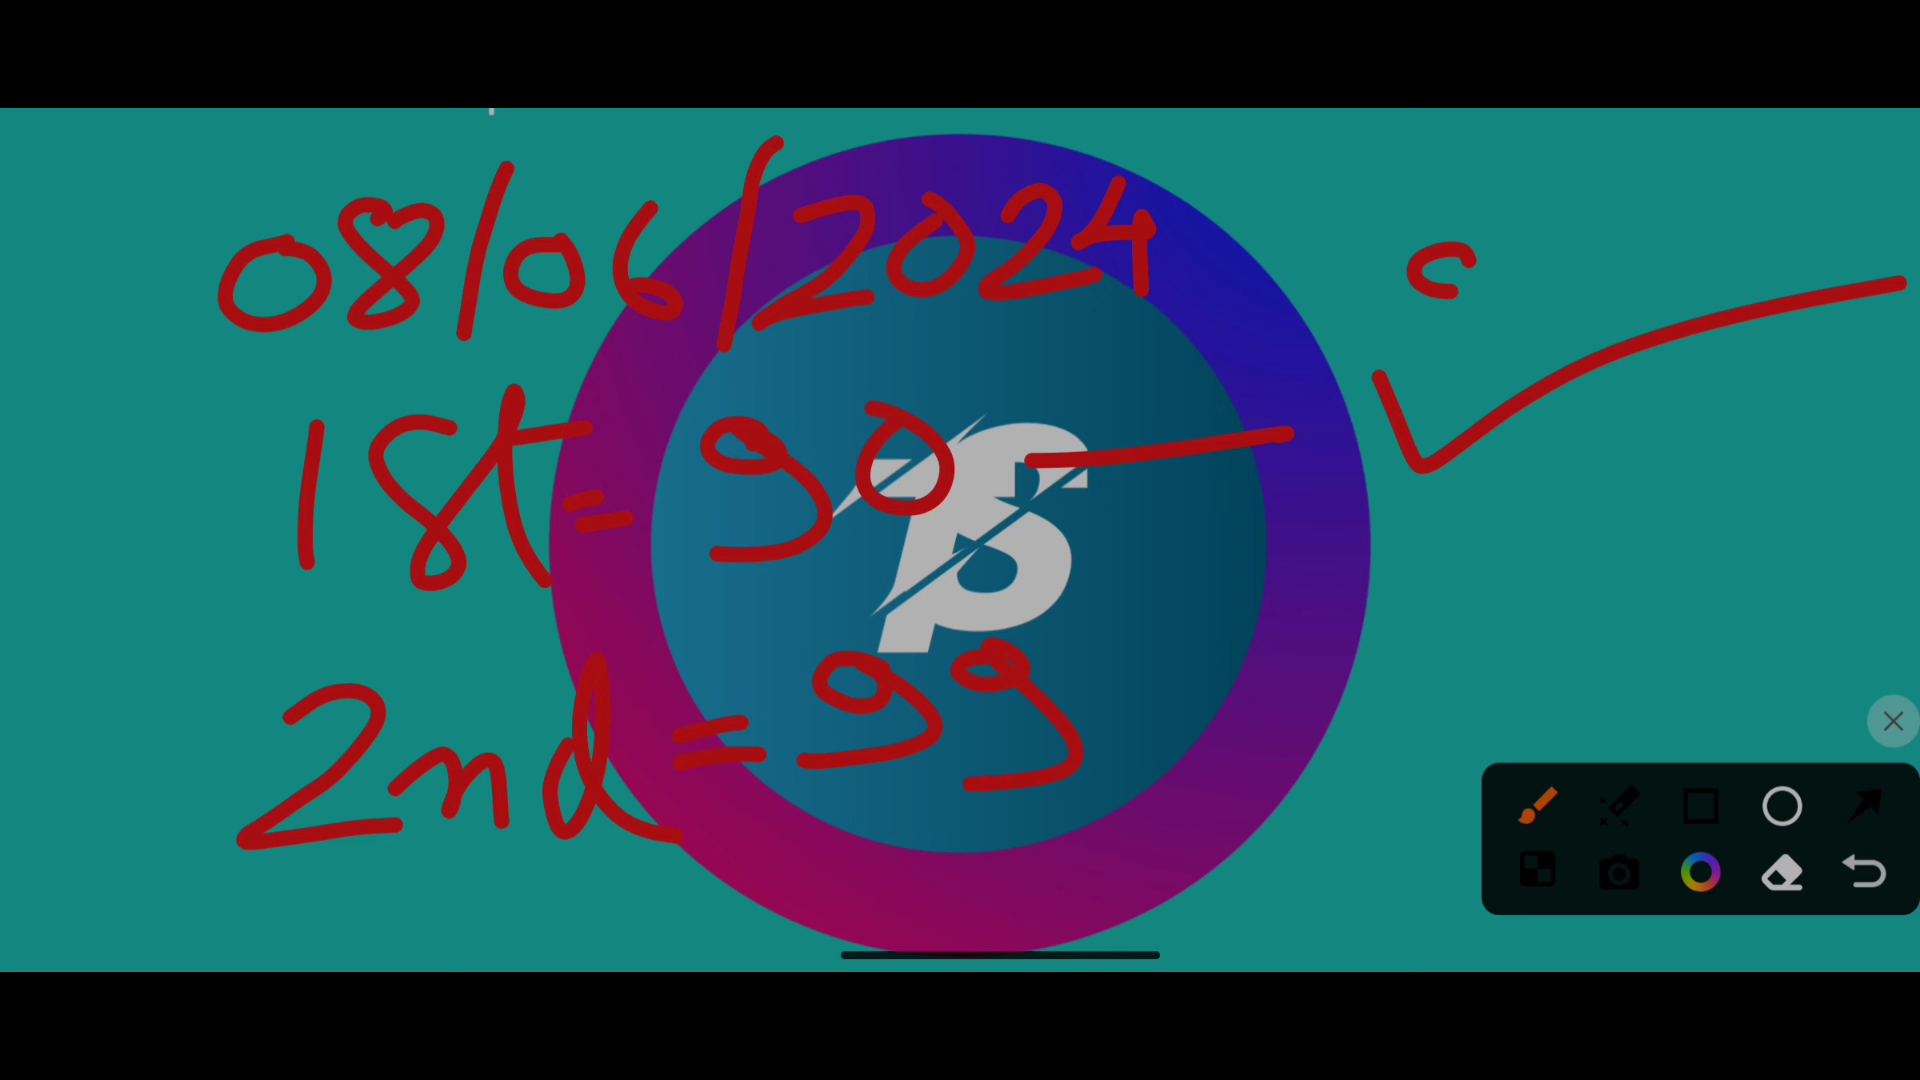 08/06/2024 c
1st = 90 — ✓
2nd = 99